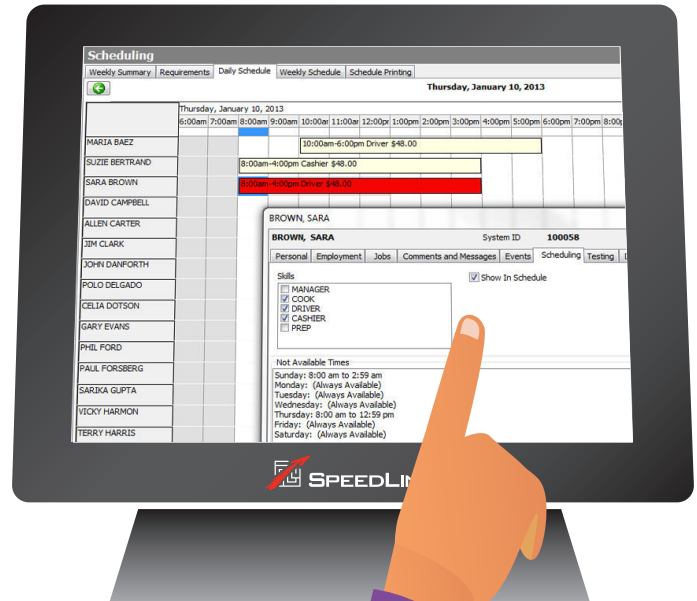 Scheduling
Weekly Summary Requirements Daily Schedule Weekly Schedule Schedule Printing
Thursday, January 10, 2013
Thursday, January 10, 2013
6:00am 7:00am 8:00am 9:00am 10:00ar 11:00ar 12:00pr 1:00pm 2:00pm 3:00pm 4:00pm 5:00pm 6:00pm 7:00pm
MARIA BAEZ 10:00am-6:00pm Driver $48.00
SUZIE BERTRAND 8:00am-4:00pm Cashier $48.00
SARA BROWN 8:00am-4:00pm Driver $48.00
DAVID CAMPBELL
ALLEN CARTER
JIM CLARK
JOHN DANFORTH
POLO DELGADO
CELIA DOTSON
GARY EVANS
PHIL FORD
PAUL FORSBERG
SARIKA GUPTA
VICKY HARMON
TERRY HARRIS
BROWN, SARA
BROWN, SARA System ID 100058
Personal Employment Jobs Comments and Messages Events Scheduling Testing
Skills
Show In Schedule
MANAGER
COOK
DRIVER
CASHIER
PREP
Not Available Times
Sunday: 8:00 am to 2:59 am
Monday: (Always Available)
Tuesday: (Always Available)
Wednesday: (Always Available)
Thursday: 8:00 am to 12:59 pm
Friday: (Always Available)
Saturday: (Always Available)
SPEEDLI